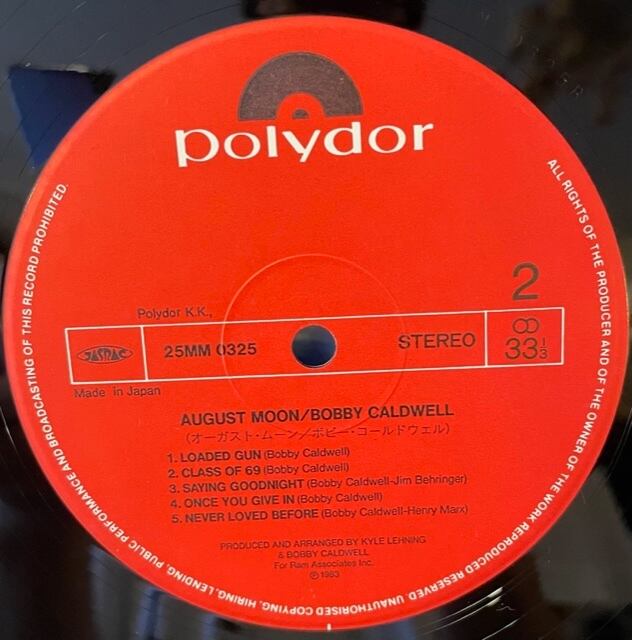 polydor
2
Polydor K.K.,
JASRAC
25MM 0325
STEREO
33 1/3
Made in Japan
AUGUST MOON/BOBBY CALDWELL
(オーガスト・ムーン/ボビー・コールドウェル)
1. LOADED GUN (Bobby Caldwell)
2. CLASS OF 69 (Bobby Caldwell)
3. SAYING GOODNIGHT (Bobby Caldwell-Jim Behringer)
4. ONCE YOU GIVE IN (Bobby Caldwell)
5. NEVER LOVED BEFORE (Bobby Caldwell-Henry Marx)
PRODUCED AND ARRANGED BY KYLE LEHNING
& BOBBY CALDWELL
For Ram Associates Inc.
℗ 1983
ALL RIGHTS OF THE PRODUCER AND OF THE OWNER OF THE WORK REPRODUCED RESERVED. UNAUTHORISED COPYING, HIRING, LENDING, PUBLIC PERFORMANCE AND BROADCASTING OF THIS RECORD PROHIBITED.